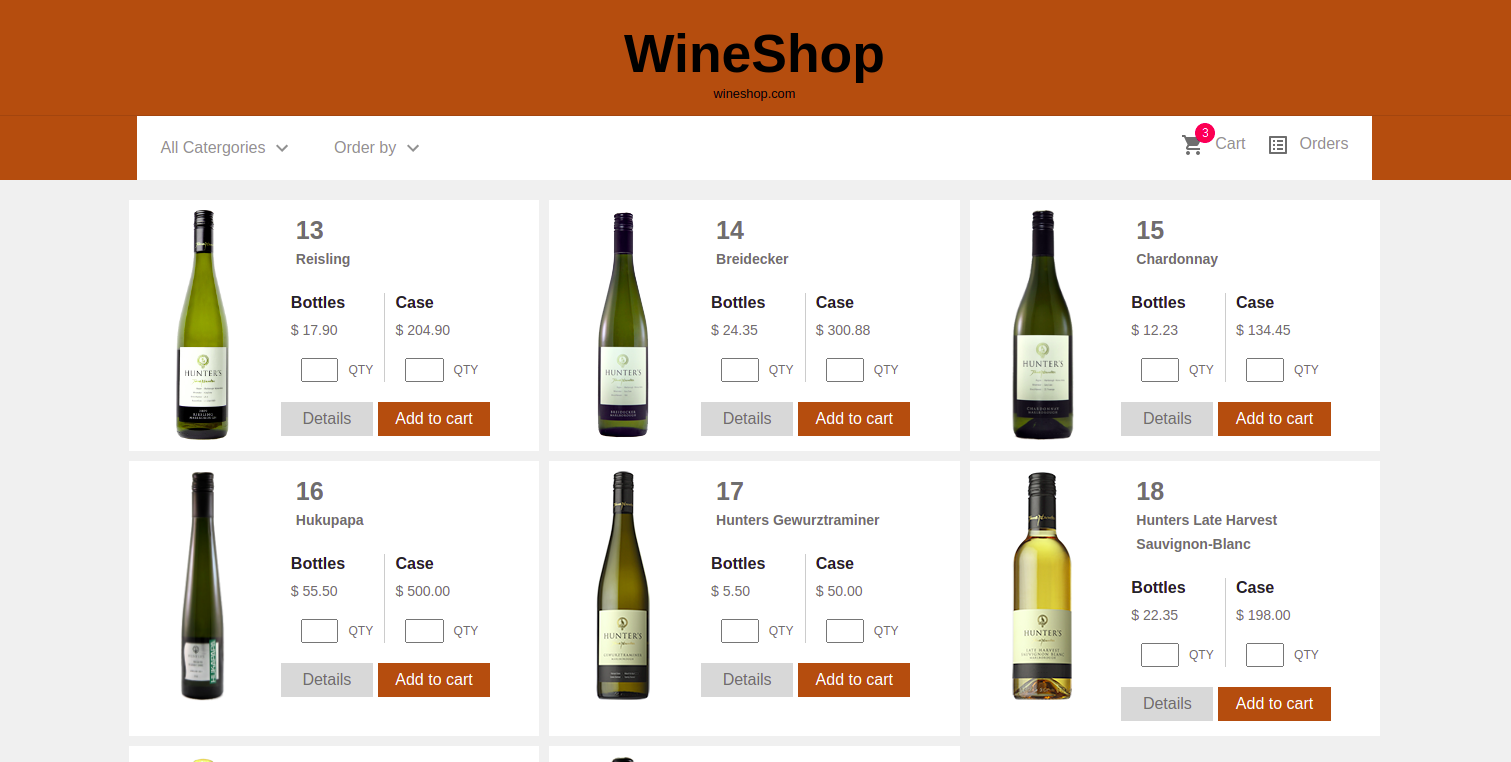 WineShop
wineshop.com
All Catergories
Order by
3
Cart
Orders
13
Reisling
Bottles
Case
$ 17.90
$ 204.90
QTY
QTY
Details
Add to cart
HUNTER'S
RIESLING
14
Breidecker
Bottles
Case
$ 24.35
$ 300.88
QTY
QTY
Details
Add to cart
HUNTER'S
BREIDECKER
15
Chardonnay
Bottles
Case
$ 12.23
$ 134.45
QTY
QTY
Details
Add to cart
HUNTER'S
CHARDONNAY
MARLBOROUGH
16
Hukupapa
Bottles
Case
$ 55.50
$ 500.00
QTY
QTY
Details
Add to cart
17
Hunters Gewurztraminer
Bottles
Case
$ 5.50
$ 50.00
QTY
QTY
Details
Add to cart
HUNTER'S
GEWURZTRAMINER
18
Hunters Late Harvest
Sauvignon-Blanc
Bottles
Case
$ 22.35
$ 198.00
QTY
QTY
Details
Add to cart
HUNTER'S
LATE HARVEST
SAUVIGNON BLANC